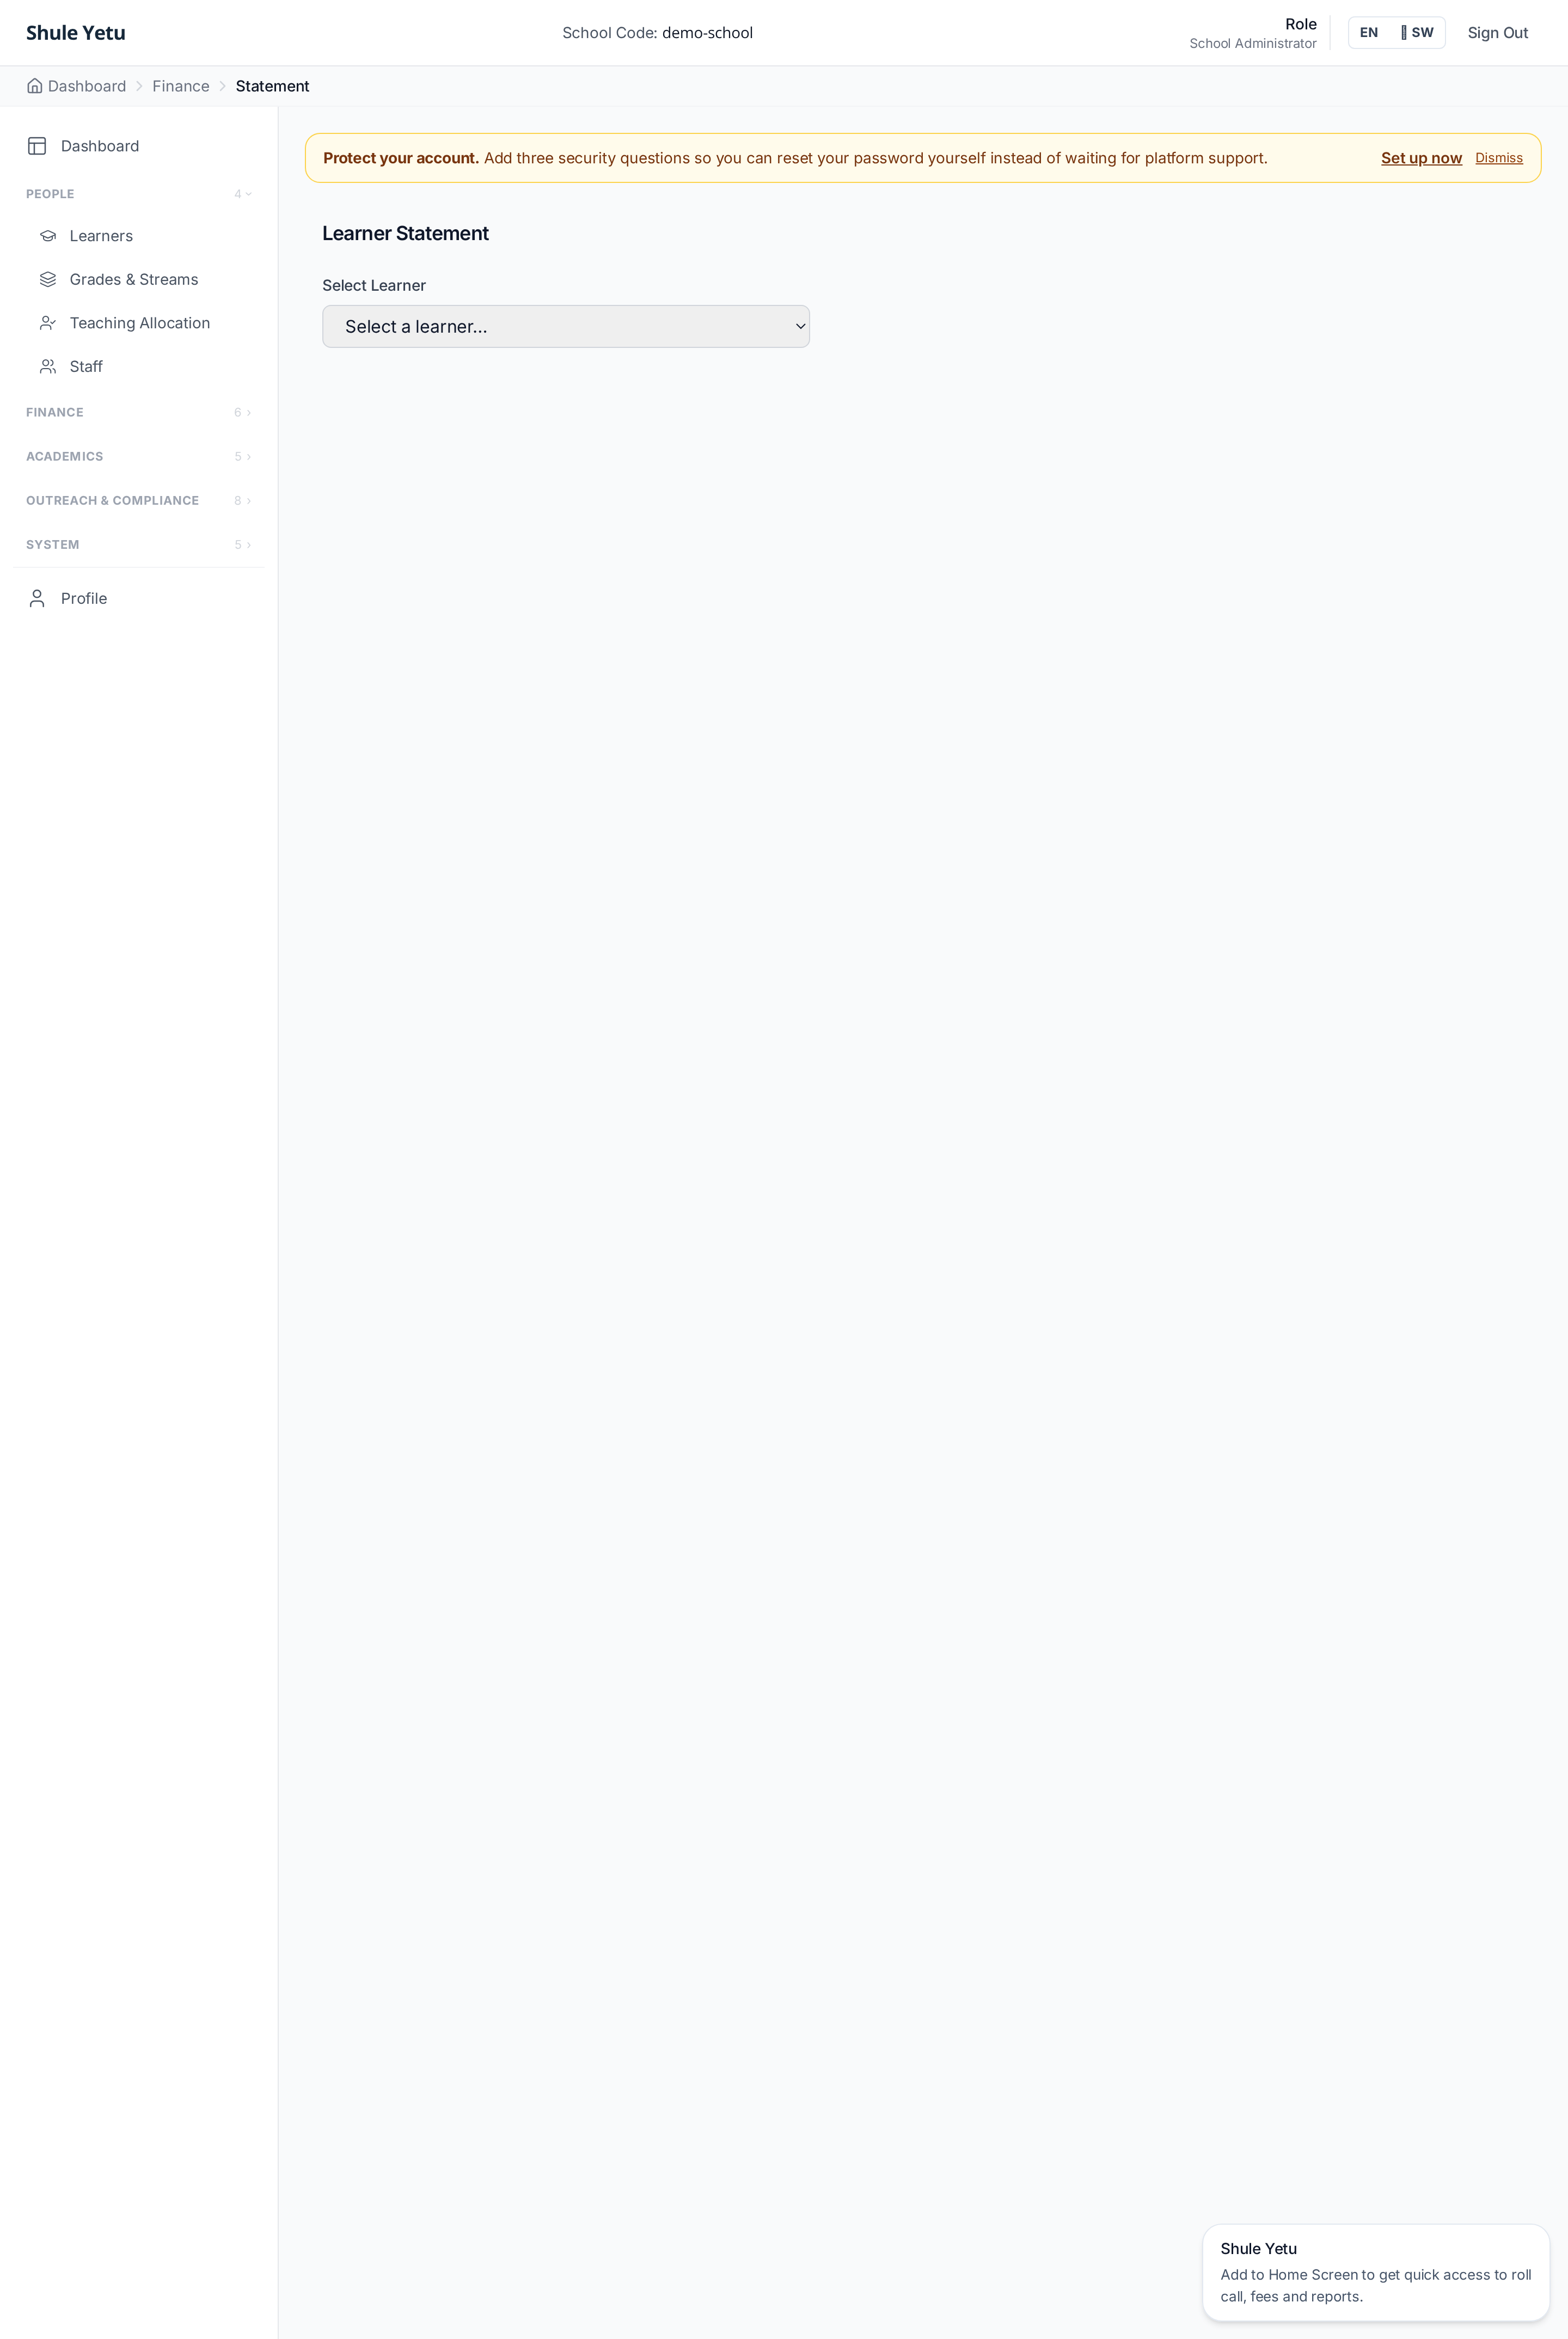 Shule Yetu
School Code: demo-school
Role
School Administrator
EN
SW
Sign Out
Dashboard
Finance
Statement
Dashboard
PEOPLE
4
Learners
Grades & Streams
Teaching Allocation
Staff
FINANCE
6
ACADEMICS
5
OUTREACH & COMPLIANCE
8
SYSTEM
5
Profile
Protect your account. Add three security questions so you can reset your password yourself instead of waiting for platform support.
Set up now
Dismiss
Learner Statement
Select Learner
Select a learner...
Shule Yetu
Add to Home Screen to get quick access to roll
call, fees and reports.